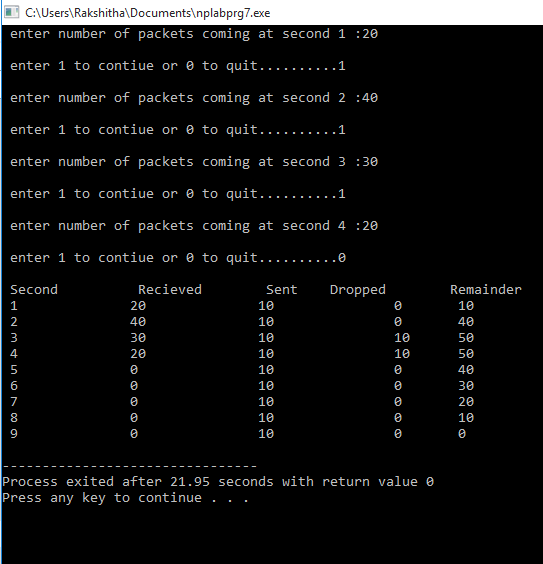 C:\Users\Rakshitha\Documents\nplabprg7.exe
enter number of packets coming at second 1 :20
enter 1 to contiue or 0 to quit..........1
enter number of packets coming at second 2 :40
enter 1 to contiue or 0 to quit..........1
enter number of packets coming at second 3 :30
enter 1 to contiue or 0 to quit..........1
enter number of packets coming at second 4 :20
enter 1 to contiue or 0 to quit..........0
Second Recieved Sent Dropped Remainder
1 20 10 0 10
2 40 10 0 40
3 30 10 10 50
4 20 10 10 50
5 0 10 0 40
6 0 10 0 30
7 0 10 0 20
8 0 10 0 10
9 0 10 0 0
--------------------------------
Process exited after 21.95 seconds with return value 0
Press any key to continue . . .